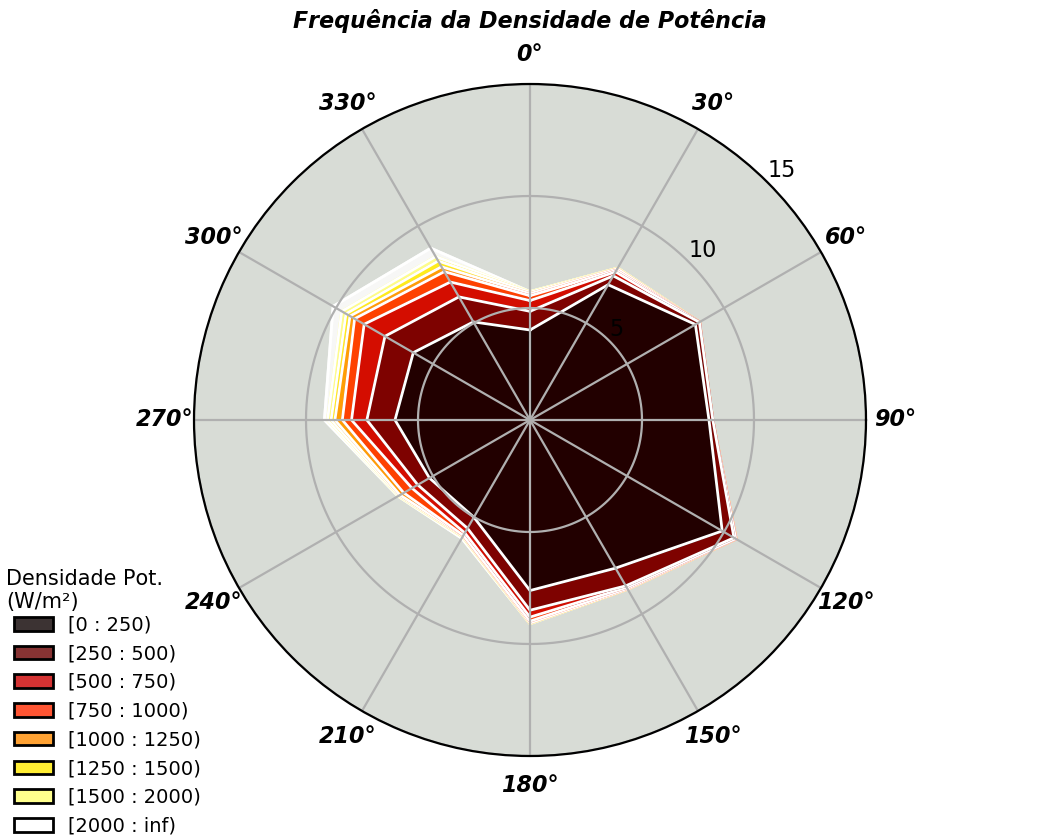 Frequência da Densidade de Potência
0°
330°
30°
15
300°
60°
10
5
270°
90°
Densidade Pot.
(W/m²)
240°
120°
[0 : 250)
[250 : 500)
[500 : 750)
[750 : 1000)
[1000 : 1250)
[1250 : 1500)
[1500 : 2000)
[2000 : inf)
210°
150°
180°